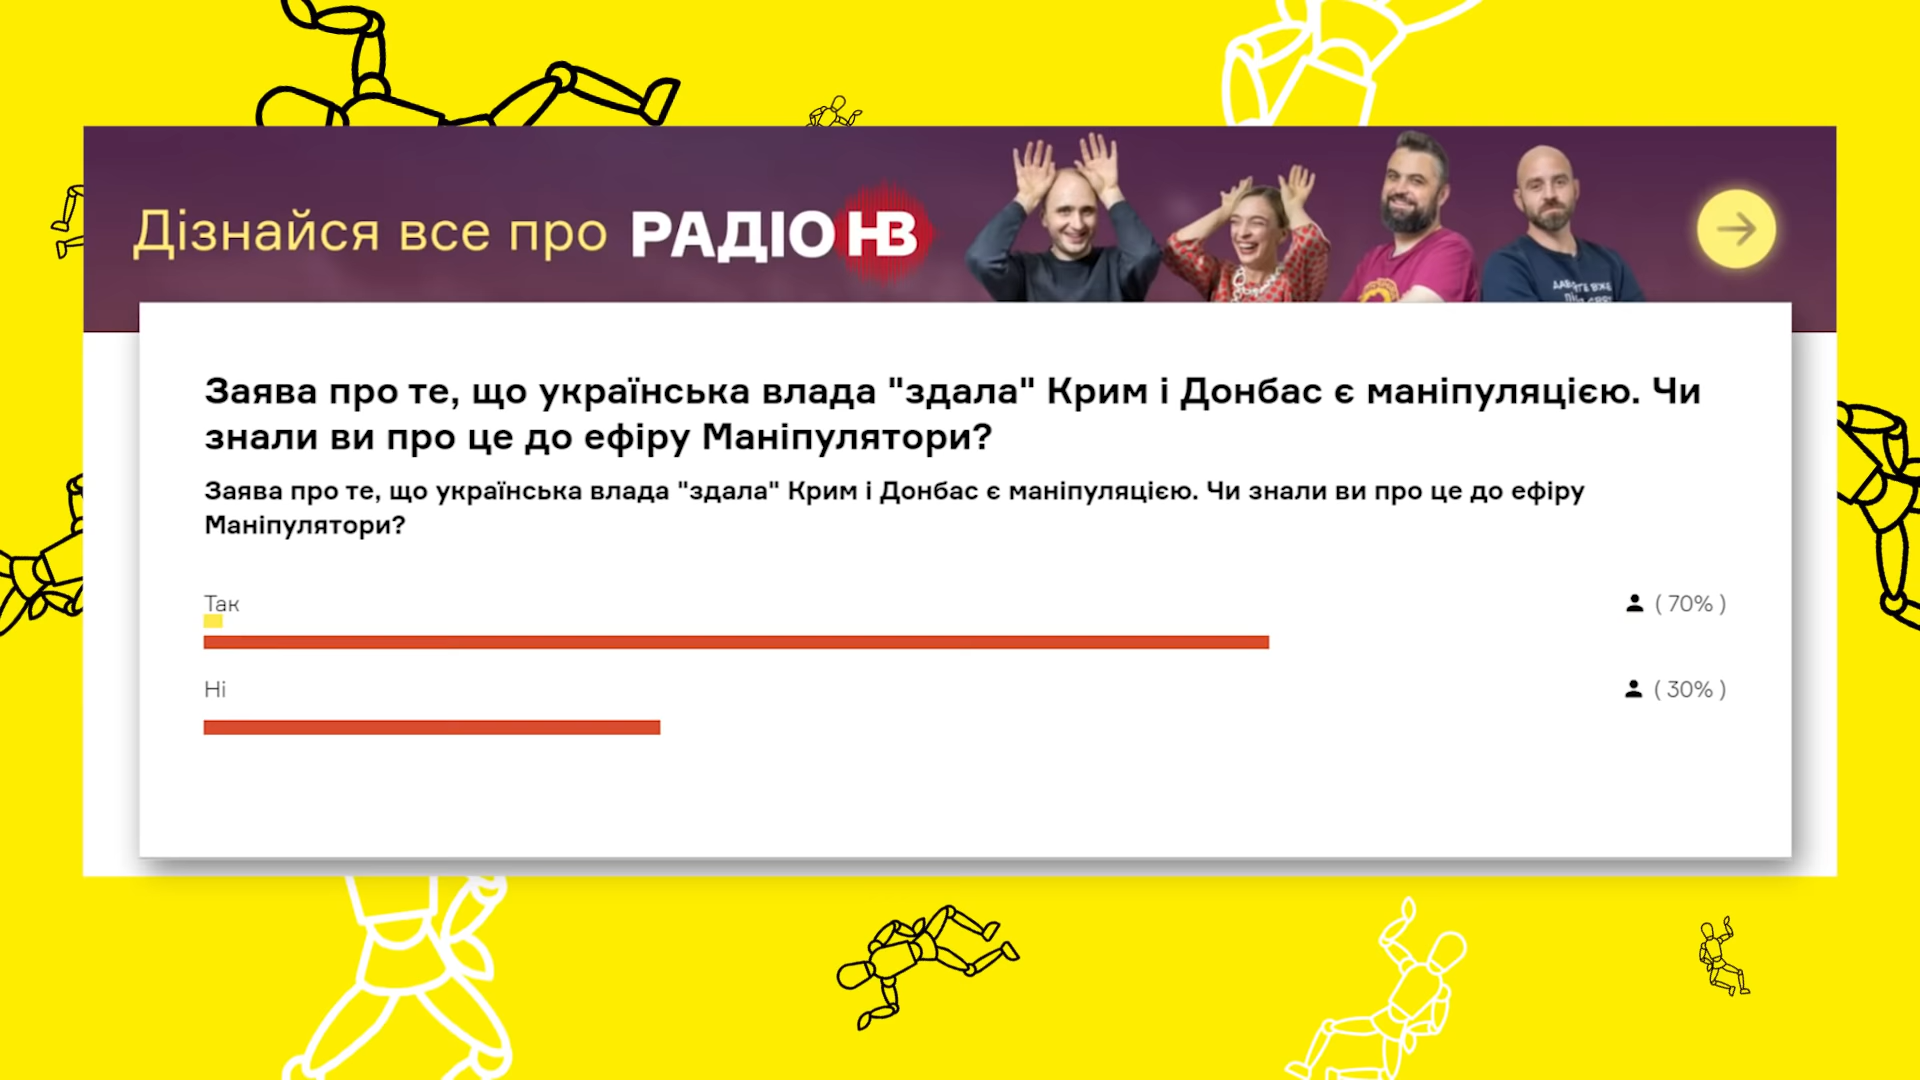 Дізнайся все про РАДІО НВ
Заява про те, що українська влада "здала" Крим і Донбас є маніпуляцією. Чи
знали ви про це до ефіру Маніпулятори?
Заява про те, що українська влада "здала" Крим і Донбас є маніпуляцією. Чи знали ви про це до ефіру
Маніпулятори?
Так ( 70% )
Ні ( 30% )